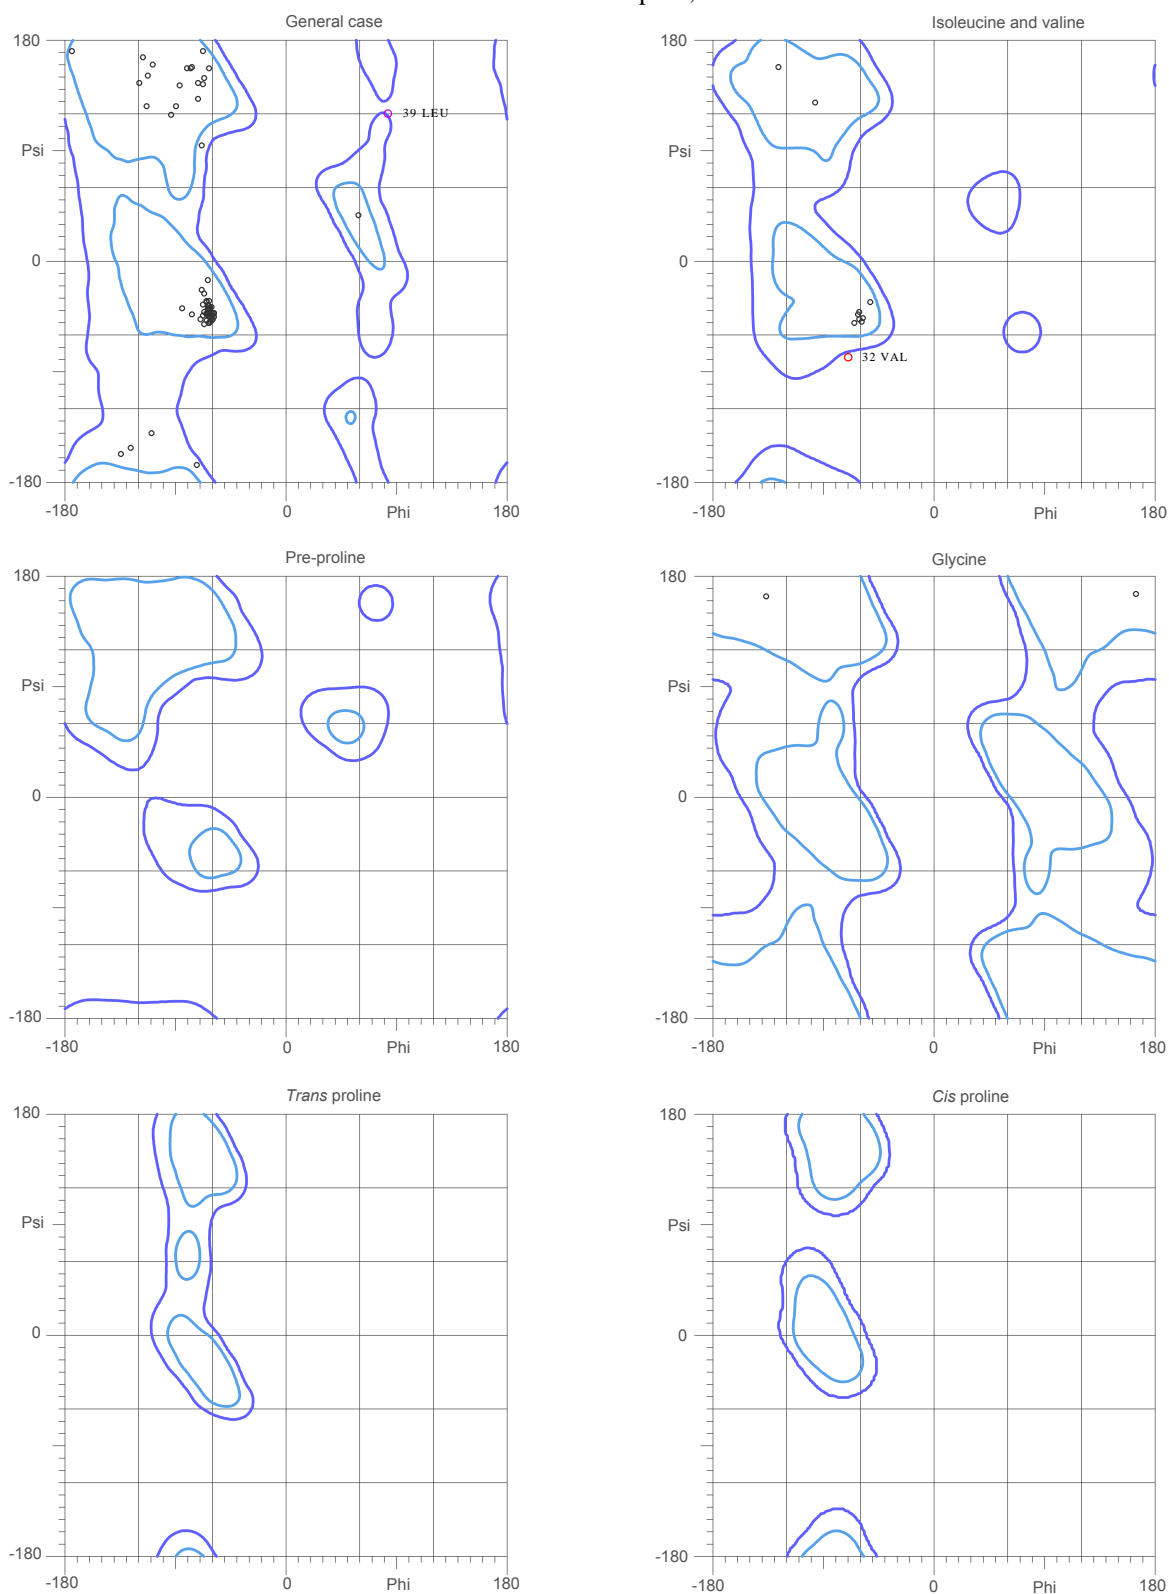 General case
Isoleucine and valine
180
180
39 LEU
Psi
Psi
0
0
32 VAL
-180
-180
-180
0
Phi
180
-180
0
Phi
180
Pre-proline
Glycine
180
180
Psi
Psi
0
0
-180
-180
-180
0
Phi
180
-180
0
Phi
180
Trans proline
Cis proline
180
180
Psi
Psi
0
0
-180
-180
-180
0
Phi
180
-180
0
Phi
180